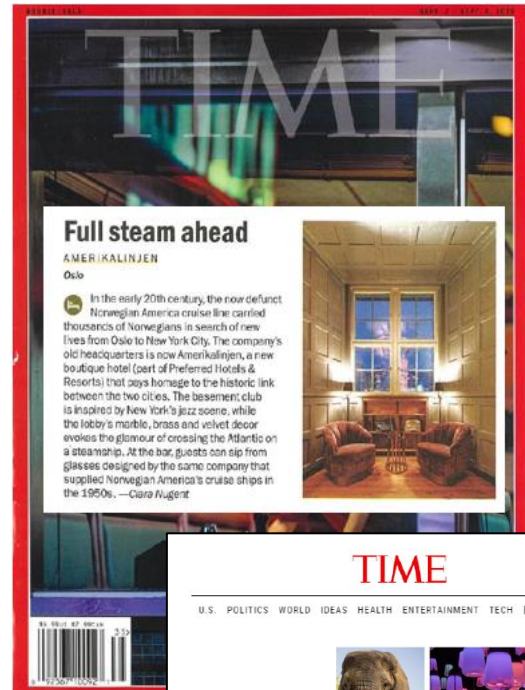 DOUBLE ISSUE
TIME
Full steam ahead
AMERIKALINJEN
Oslo
In the early 20th century, the now defunct
Norwegian America cruise line carried
thousands of Norwegians in search of new
lives from Oslo to New York City. The company's
old headquarters is now Amerikalinjen, a new
boutique hotel (part of Preferred Hotels &
Resorts) that pays homage to the historic link
between the two cities. The basement club
is inspired by New York's jazz scene, while
the lobby's marble, brass and velvet decor
evokes the glamour of crossing the Atlantic on
a steamship. At the bar, guests can sip from
glasses designed by the same company that
supplied Norwegian America's cruise ships in
the 1950s. —Ciara Nugent
TIME
U.S. POLITICS WORLD IDEAS HEALTH ENTERTAINMENT TECH